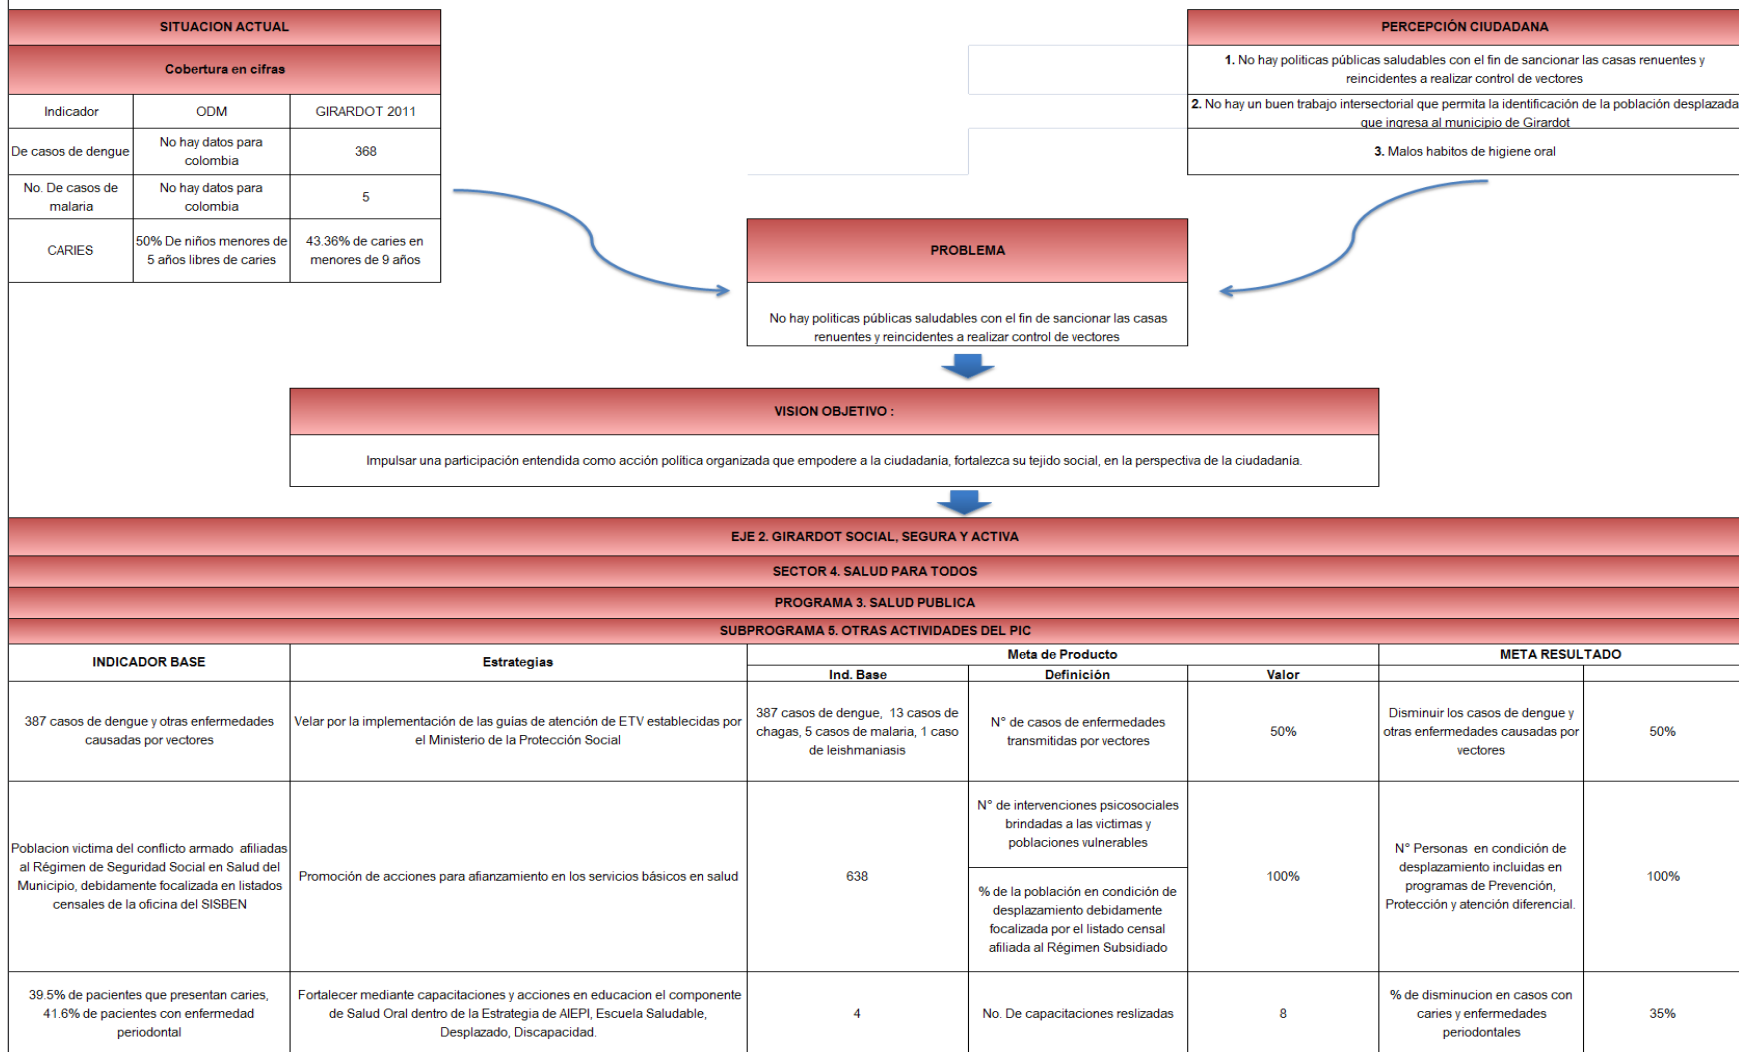 SITUACION ACTUAL
Cobertura en cifras
Indicador ODM GIRARDOT 2011
De casos de dengue No hay datos para colombia 368
No. De casos de malaria No hay datos para colombia 5
CARIES 50% De niños menores de 5 años libres de caries 43.36% de caries en menores de 9 años
PERCEPCIÓN CIUDADANA
1. No hay politicas públicas saludables con el fin de sancionar las casas renuentes y
reincidentes a realizar control de vectores
2. No hay un buen trabajo intersectorial que permita la identificación de la población desplazada
que ingresa al municipio de Girardot
3. Malos habitos de higiene oral
PROBLEMA
No hay politicas públicas saludables con el fin de sancionar las casas
renuentes y reincidentes a realizar control de vectores
VISION OBJETIVO :
Impulsar una participación entendida como acción política organizada que empodere a la ciudadanía, fortalezca su tejido social, en la perspectiva de la ciudadanía.
EJE 2. GIRARDOT SOCIAL, SEGURA Y ACTIVA
SECTOR 4. SALUD PARA TODOS
PROGRAMA 3. SALUD PUBLICA
SUBPROGRAMA 5. OTRAS ACTIVIDADES DEL PIC
INDICADOR BASE Estrategias Meta de Producto META RESULTADO
Ind. Base Definición Valor
387 casos de dengue y otras enfermedades
causadas por vectores
Velar por la implementación de las guías de atención de ETV establecidas por
el Ministerio de la Protección Social
387 casos de dengue, 13 casos de
chagas, 5 casos de malaria, 1 caso
de leishmaniasis
N° de casos de enfermedades
transmitidas por vectores
50%
Disminuir los casos de dengue y
otras enfermedades causadas por
vectores
50%
Poblacion victima del conflicto armado afiliadas
al Régimen de Seguridad Social en Salud del
Municipio, debidamente focalizada en listados
censales de la oficina del SISBEN
Promoción de acciones para afianzamiento en los servicios básicos en salud
638
N° de intervenciones psicosociales
brindadas a las victimas y
poblaciones vulnerables
% de la población en condición de
desplazamiento debidamente
focalizada por el listado censal
afiliada al Régimen Subsidiado
100%
N° Personas en condición de
desplazamiento incluidas en
programas de Prevención,
Protección y atención diferencial.
100%
39.5% de pacientes que presentan caries,
41.6% de pacientes con enfermedad
periodontal
Fortalecer mediante capacitaciones y acciones en educacion el componente
de Salud Oral dentro de la Estrategia de AIEPI, Escuela Saludable,
Desplazado, Discapacidad.
4
No. De capacitaciones reslizadas
8
% de disminucion en casos con
caries y enfermedades
periodontales
35%